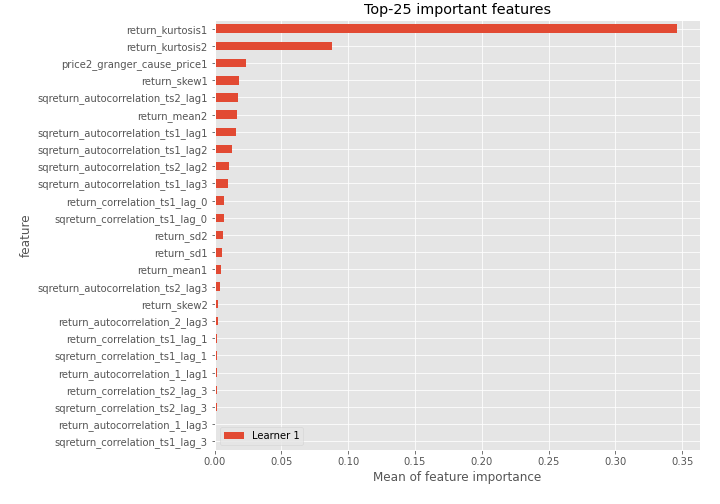 Top-25 important features
return_kurtosis1
return_kurtosis2
price2_granger_cause_price1
return_skew1
sqreturn_autocorrelation_ts2_lag1
return_mean2
sqreturn_autocorrelation_ts1_lag1
sqreturn_autocorrelation_ts1_lag2
sqreturn_autocorrelation_ts2_lag2
sqreturn_autocorrelation_ts1_lag3
return_correlation_ts1_lag_0
sqreturn_correlation_ts1_lag_0
return_sd2
return_sd1
return_mean1
sqreturn_autocorrelation_ts2_lag3
return_skew2
return_autocorrelation_2_lag3
return_correlation_ts1_lag_1
sqreturn_correlation_ts1_lag_1
return_autocorrelation_1_lag1
return_correlation_ts2_lag_3
sqreturn_correlation_ts2_lag_3
return_autocorrelation_1_lag3
sqreturn_correlation_ts1_lag_3
feature
Learner 1
0.00 0.05 0.10 0.15 0.20 0.25 0.30 0.35
Mean of feature importance